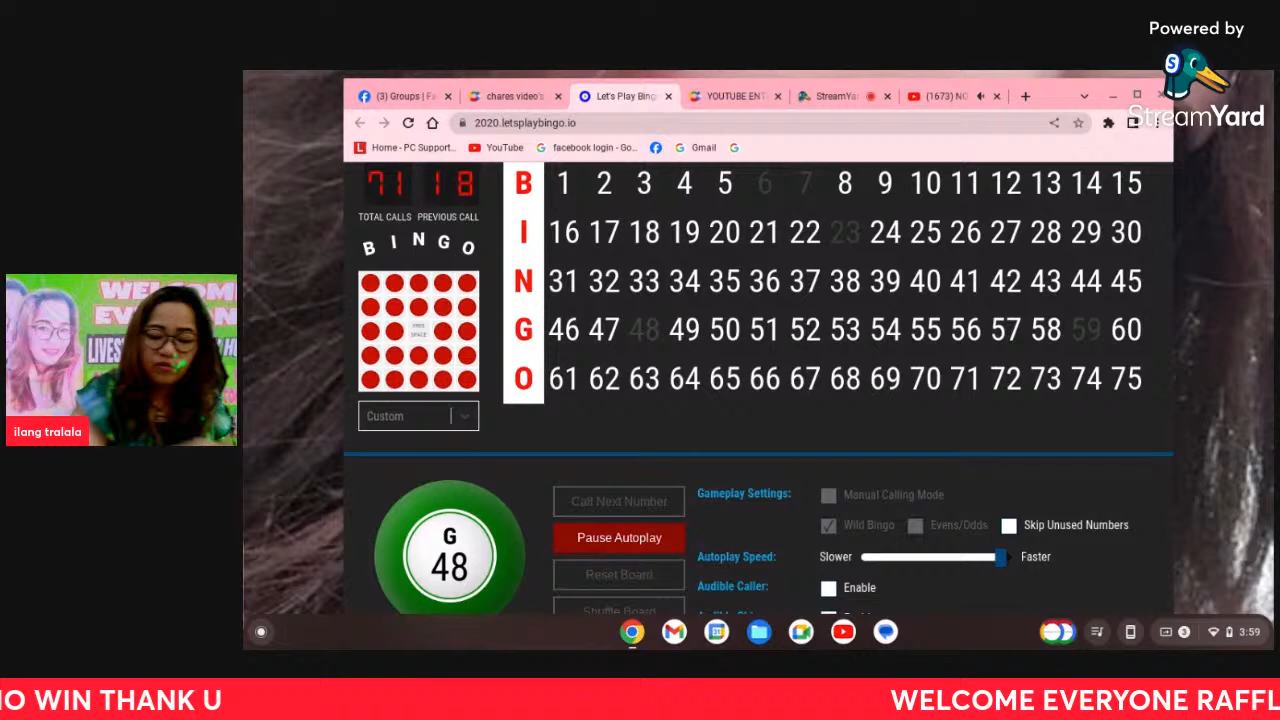 Powered by
S
StreamYard
(3) Groups | Fa
chares video's
Let's Play Bing
YOUTUBE ENT
StreamYar
(1673) NO
2020.letsplaybingo.io
Home - PC Support...
YouTube
facebook login - Go...
Gmail
71 18
TOTAL CALLS PREVIOUS CALL
B I N G O
FREE
SPACE
Custom
B 1 2 3 4 5 6 7 8 9 10 11 12 13 14 15
I 16 17 18 19 20 21 22 23 24 25 26 27 28 29 30
N 31 32 33 34 35 36 37 38 39 40 41 42 43 44 45
G 46 47 48 49 50 51 52 53 54 55 56 57 58 59 60
O 61 62 63 64 65 66 67 68 69 70 71 72 73 74 75
G
48
Call Next Number
Pause Autoplay
Reset Board
Shuffle Board
Gameplay Settings:
Manual Calling Mode
Wild Bingo
Evens/Odds
Skip Unused Numbers
Autoplay Speed:
Slower
Faster
Audible Caller:
Enable
3
3:59
WELCOM
LIVES
ilang tralala
IO WIN THANK U
WELCOME EVERYONE RAFFL